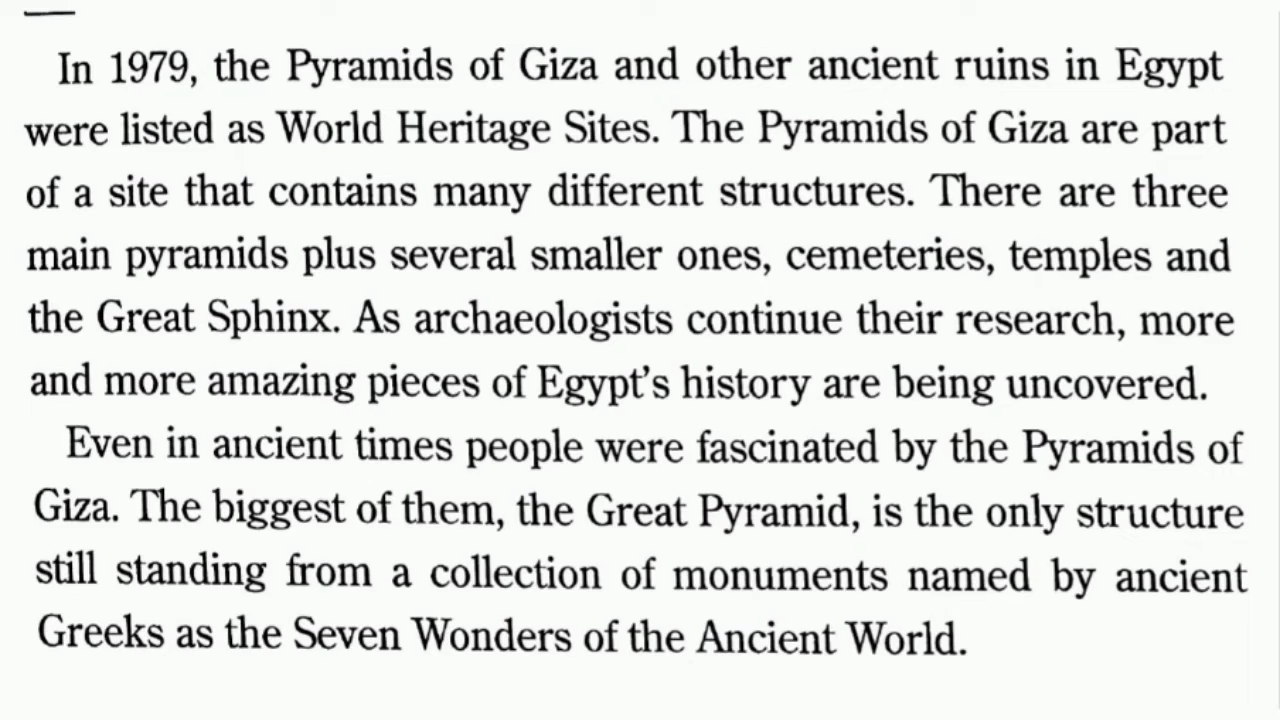 In 1979, the Pyramids of Giza and other ancient ruins in Egypt
were listed as World Heritage Sites. The Pyramids of Giza are part
of a site that contains many different structures. There are three
main pyramids plus several smaller ones, cemeteries, temples and
the Great Sphinx. As archaeologists continue their research, more
and more amazing pieces of Egypt's history are being uncovered.
Even in ancient times people were fascinated by the Pyramids of
Giza. The biggest of them, the Great Pyramid, is the only structure
still standing from a collection of monuments named by ancient
Greeks as the Seven Wonders of the Ancient World.